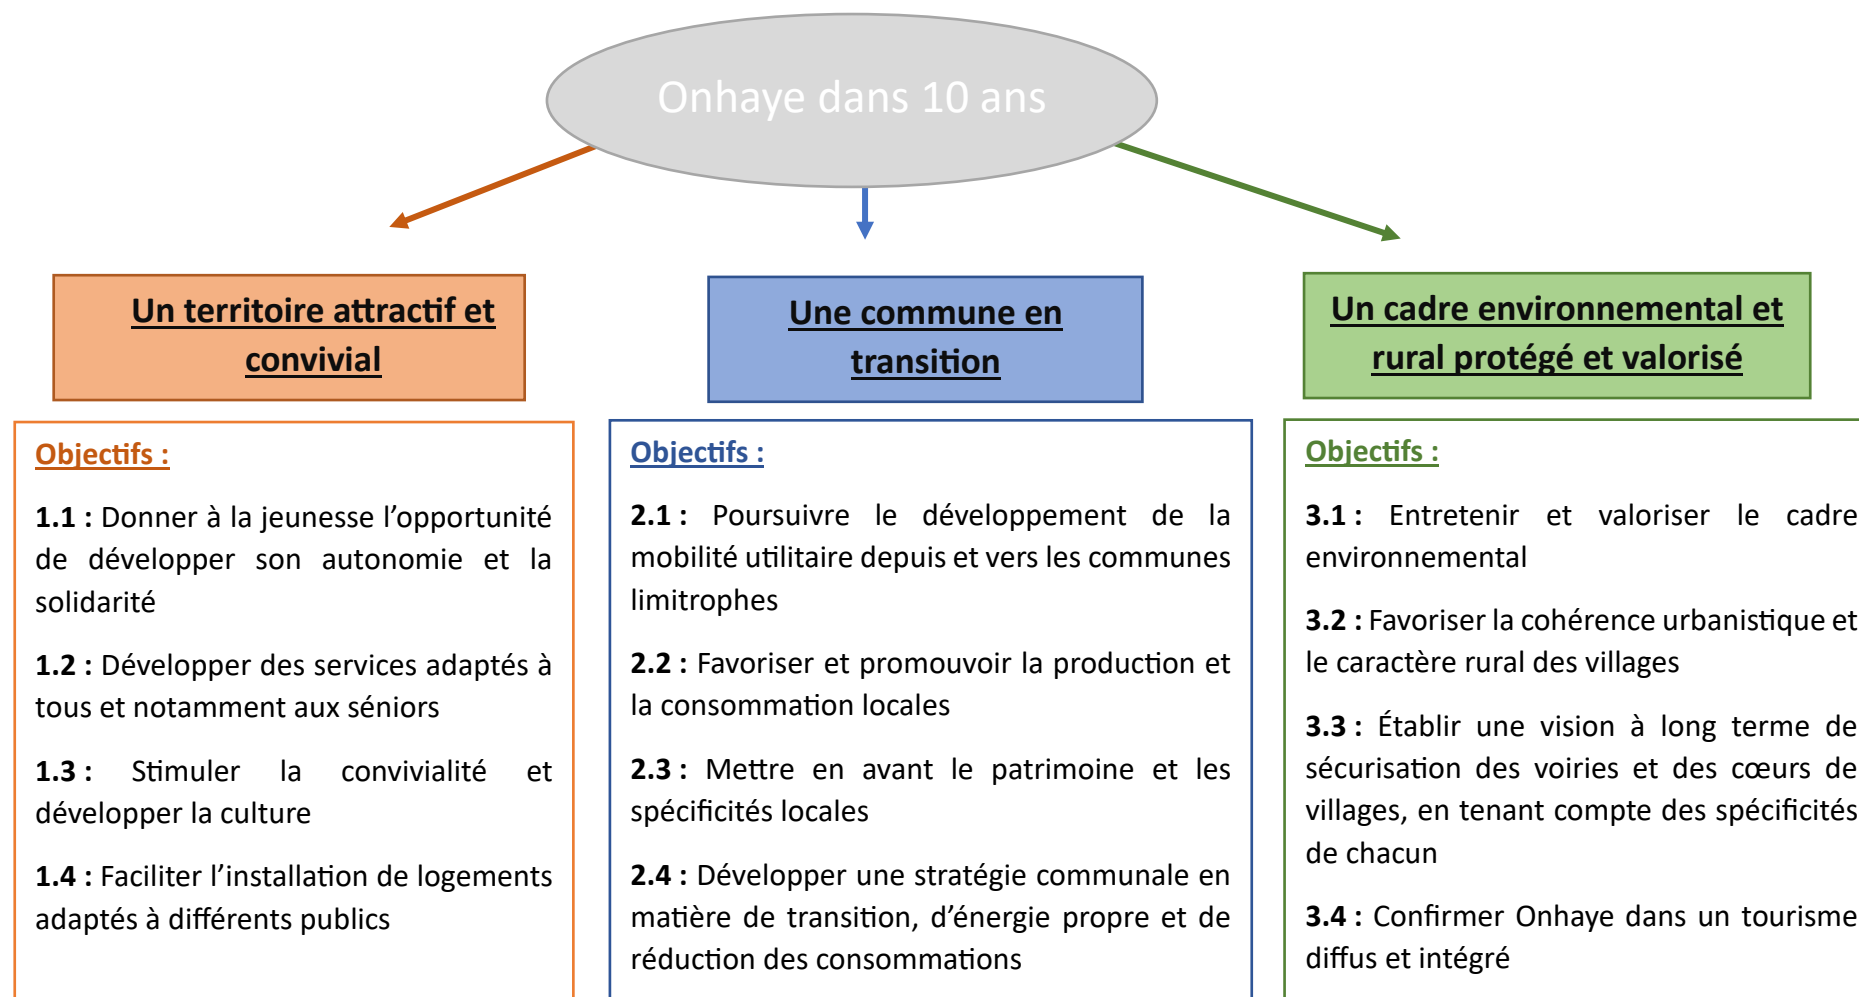 Onhaye dans 10 ans
Un territoire attractif et
convivial
Objectifs :
1.1 : Donner à la jeunesse l’opportunité
de développer son autonomie et la
solidarité
1.2 : Développer des services adaptés à
tous et notamment aux séniors
1.3 : Stimuler la convivialité et
développer la culture
1.4 : Faciliter l’installation de logements
adaptés à différents publics
Une commune en
transition
Objectifs :
2.1 : Poursuivre le développement de la
mobilité utilitaire depuis et vers les communes
limitrophes
2.2 : Favoriser et promouvoir la production et
la consommation locales
2.3 : Mettre en avant le patrimoine et les
spécificités locales
2.4 : Développer une stratégie communale en
matière de transition, d’énergie propre et de
réduction des consommations
Un cadre environnemental et
rural protégé et valorisé
Objectifs :
3.1 : Entretenir et valoriser le cadre
environnemental
3.2 : Favoriser la cohérence urbanistique et
le caractère rural des villages
3.3 : Établir une vision à long terme de
sécurisation des voiries et des cœurs de
villages, en tenant compte des spécificités
de chacun
3.4 : Confirmer Onhaye dans un tourisme
diffus et intégré